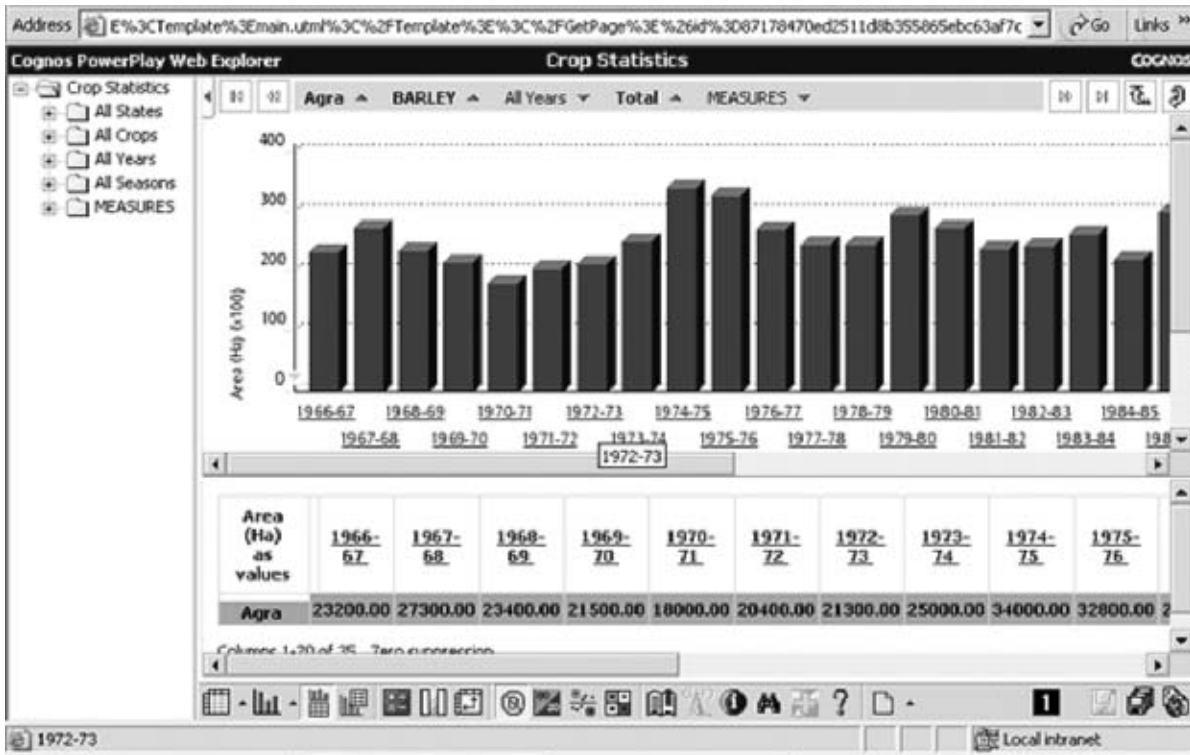 Address E%3CTemplate%3Emain.utml%3C%2FTemplate%3E%3C%2FGetPage%3E%26id%3D87178470ed2511d8b355865ebc63af7c Go Links »
Cognos PowerPlay Web Explorer Crop Statistics COGNOS
Crop Statistics
All States
All Crops
All Years
All Seasons
MEASURES
Agra BARLEY All Years Total MEASURES
400
300
200
100
0
Area (Ha) (x100)
1966-67 1968-69 1970-71 1972-73 1974-75 1976-77 1978-79 1980-81 1982-83 1984-85
1967-68 1969-70 1971-72 1973-74 1975-76 1977-78 1979-80 1981-82 1983-84 198
1972-73
Area (Ha) as values 1966-67 1967-68 1968-69 1969-70 1970-71 1971-72 1972-73 1973-74 1974-75 1975-76
Agra 23200.00 27300.00 23400.00 21500.00 18000.00 20400.00 21300.00 25000.00 34000.00 32800.00 2
Columns 1-20 of 35 Zero suppression
1
1972-73 Local intranet